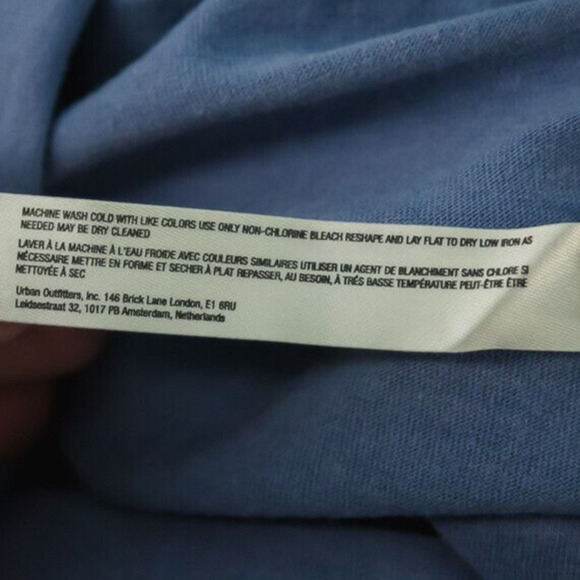 MACHINE WASH COLD WITH LIKE COLORS USE ONLY NON-CHLORINE BLEACH RESHAPE AND LAY FLAT TO DRY LOW IRON AS
NEEDED MAY BE DRY CLEANED
LAVER À LA MACHINE À L'EAU FROIDE AVEC COULEURS SIMILAIRES UTILISER UN AGENT DE BLANCHIMENT SANS CHLORE SI
NÉCESSAIRE METTRE EN FORME ET SECHER À PLAT REPASSER, AU BESOIN, À TRÉS BASSE TEMPÉRATURE PEUT-ÊTRE ÊTRE
NETTOYÉE À SEC
Urban Outfitters, Inc. 146 Brick Lane London, E1 6RU
Leidsestraat 32, 1017 PB Amsterdam, Netherlands